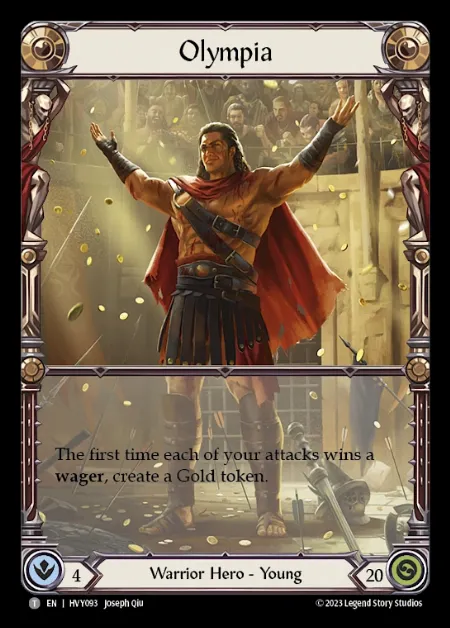 Olympia
The first time each of your attacks wins a
wager, create a Gold token.
4
Warrior Hero - Young
20
T EN | HVY093 Joseph Qiu
© 2023 Legend Story Studios